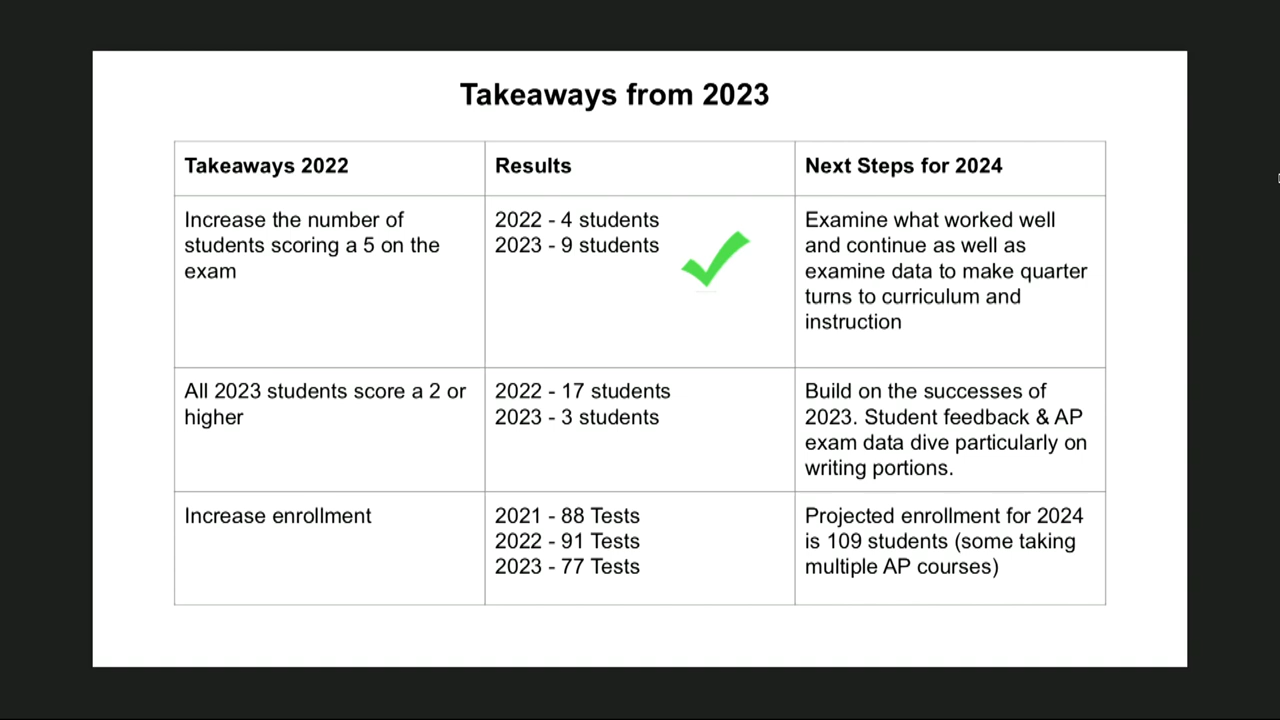 Takeaways from 2023
Takeaways 2022
Results
Next Steps for 2024
Increase the number of
students scoring a 5 on the
exam
2022 - 4 students
2023 - 9 students
Examine what worked well
and continue as well as
examine data to make quarter
turns to curriculum and
instruction
All 2023 students score a 2 or
higher
2022 - 17 students
2023 - 3 students
Build on the successes of
2023. Student feedback & AP
exam data dive particularly on
writing portions.
Increase enrollment
2021 - 88 Tests
2022 - 91 Tests
2023 - 77 Tests
Projected enrollment for 2024
is 109 students (some taking
multiple AP courses)